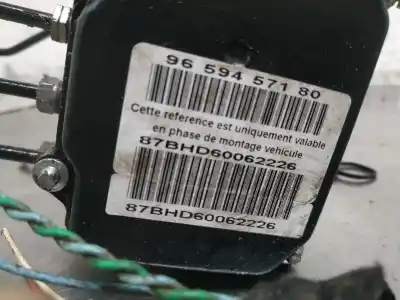 96 594 571 80
Cette reference est uniquement valable
en phase de montage vehicule
87BHD60062226
87BHD60062226